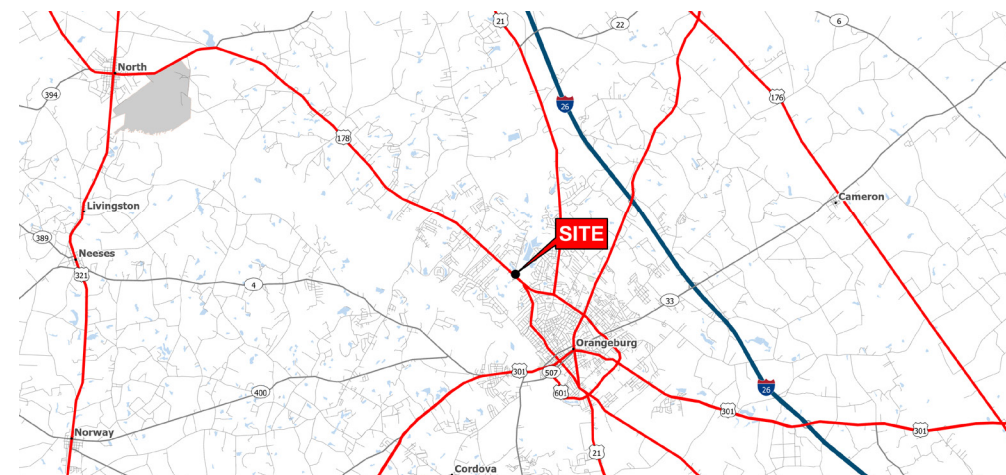 21
22
6
North
26
176
394
178
Livingston
Cameron
389
SITE
Neeses
321
4
33
Orangeburg
301
507
601
26
400
301
301
Norway
21
Cordova